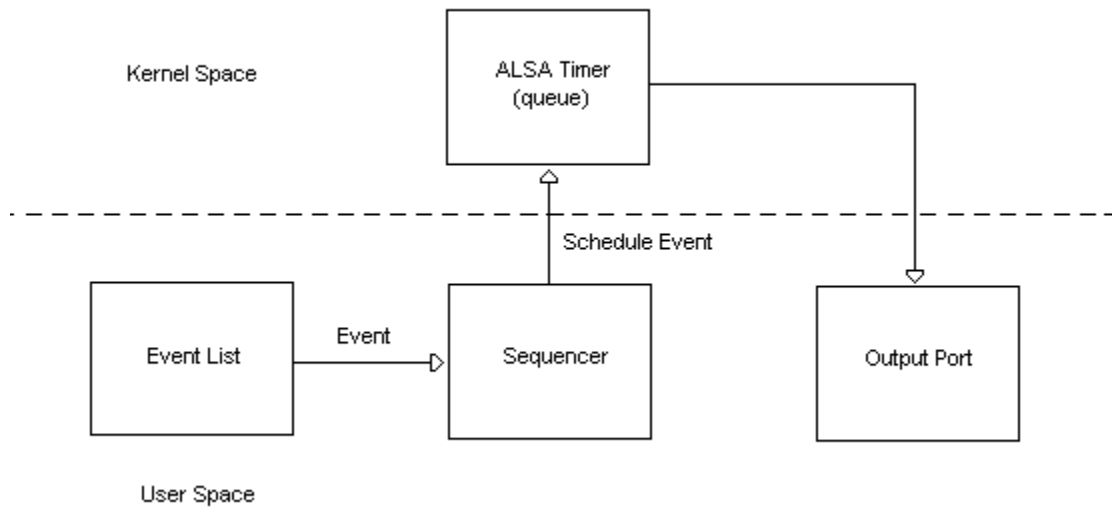 Kernel Space
ALSA Timer
(queue)
Schedule Event
Event List
Event
Sequencer
Output Port
User Space